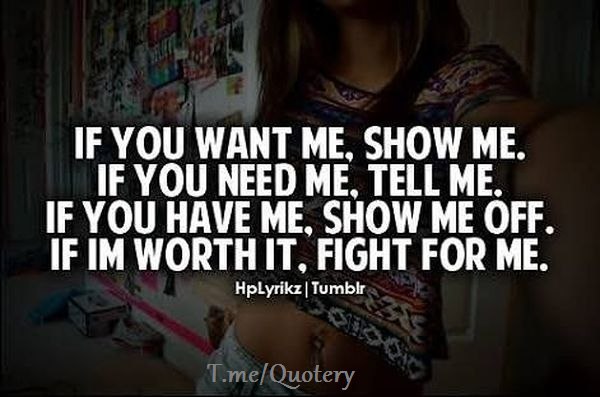 IF YOU WANT ME, SHOW ME.
IF YOU NEED ME, TELL ME.
IF YOU HAVE ME, SHOW ME OFF.
IF IM WORTH IT, FIGHT FOR ME.
HpLyrikz | Tumblr
T.me/Quotery